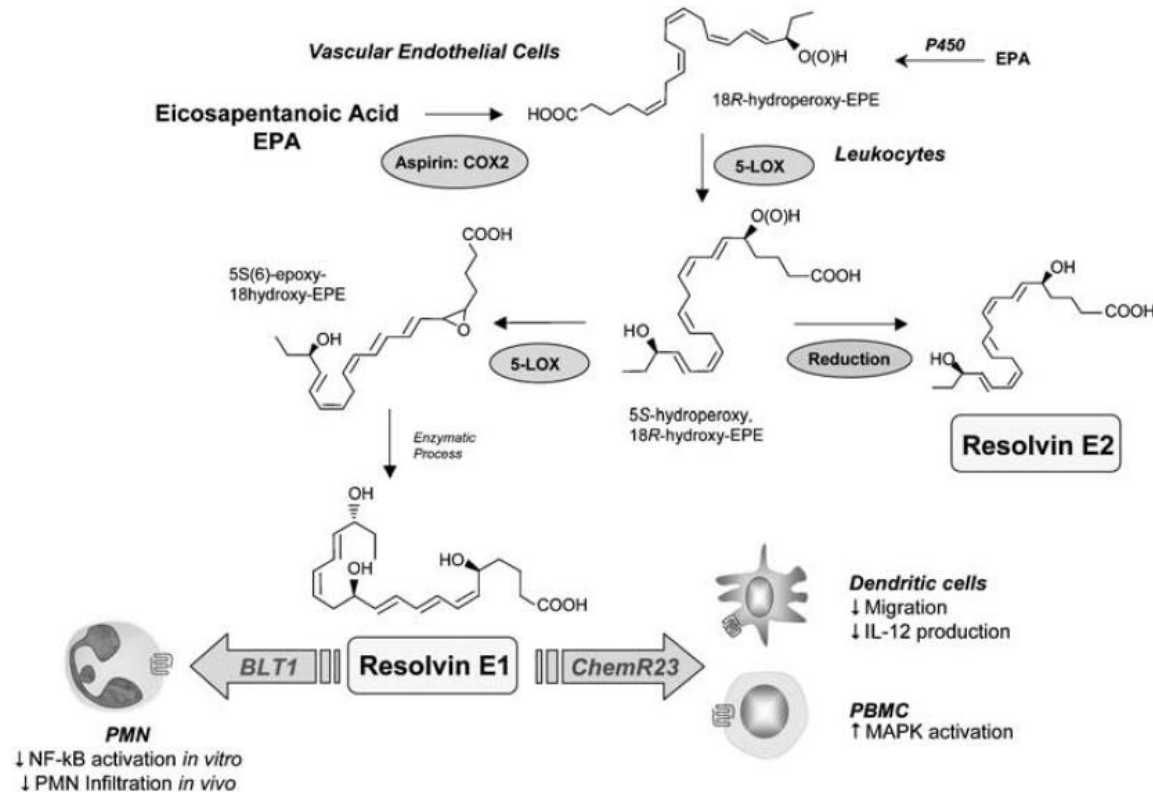 Vascular Endothelial Cells
HOOC
O(O)H
18R-hydroperoxy-EPE
P450
EPA
Eicosapentanoic Acid
EPA
Aspirin: COX2
5-LOX
Leukocytes
COOH
5S(6)-epoxy-
18hydroxy-EPE
O
OH
5-LOX
O(O)H
COOH
HO
5S-hydroperoxy,
18R-hydroxy-EPE
Reduction
OH
COOH
HO
Resolvin E2
Enzymatic
Process
OH
OH
HO
COOH
BLT1
Resolvin E1
ChemR23
Dendritic cells
↓Migration
↓IL-12 production
PBMC
↑MAPK activation
PMN
↓NF-kB activation in vitro
↓PMN Infiltration in vivo